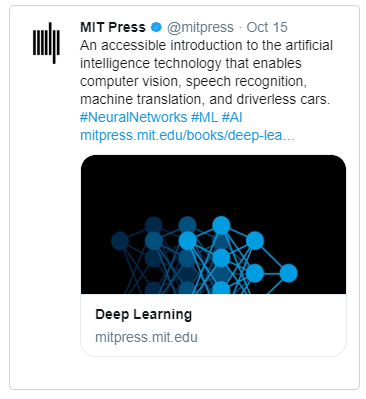 MIT Press @mitpress · Oct 15
An accessible introduction to the artificial
intelligence technology that enables
computer vision, speech recognition,
machine translation, and driverless cars.
#NeuralNetworks #ML #AI
mitpress.mit.edu/books/deep-lea…
Deep Learning
mitpress.mit.edu